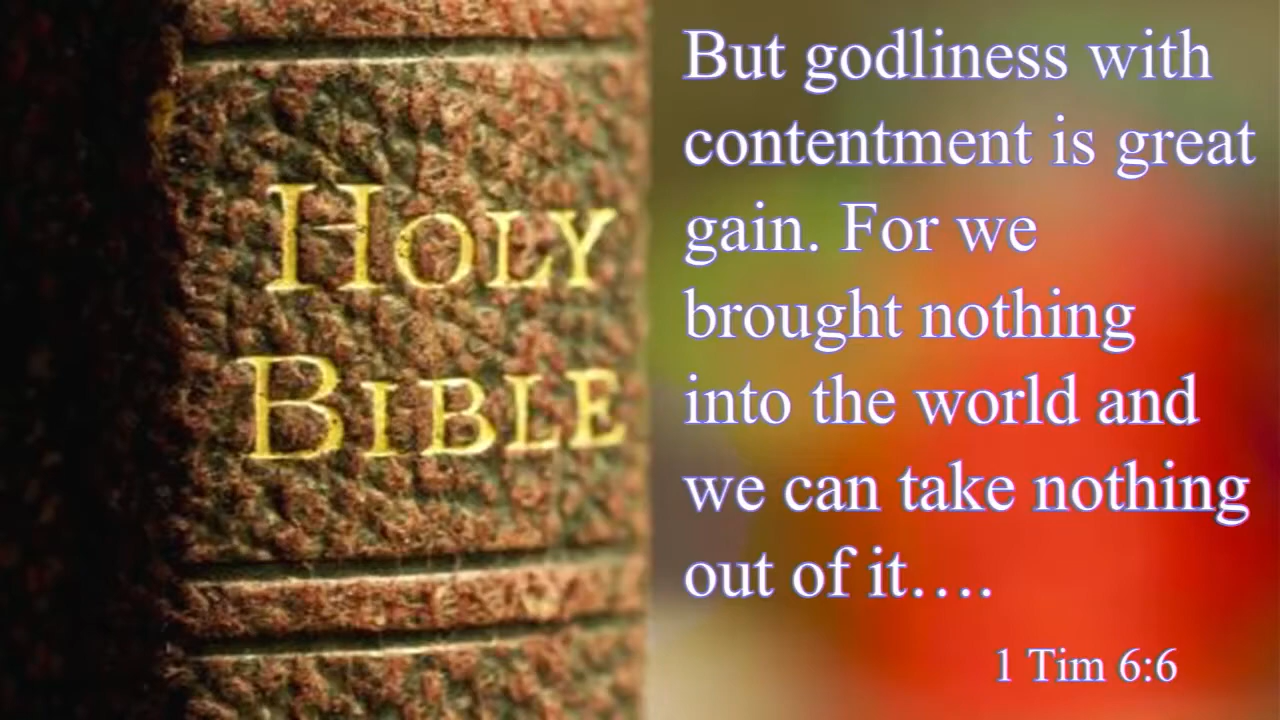 HOLY
BIBLE
But godliness with
contentment is great
gain. For we
brought nothing
into the world and
we can take nothing
out of it….
1 Tim 6:6